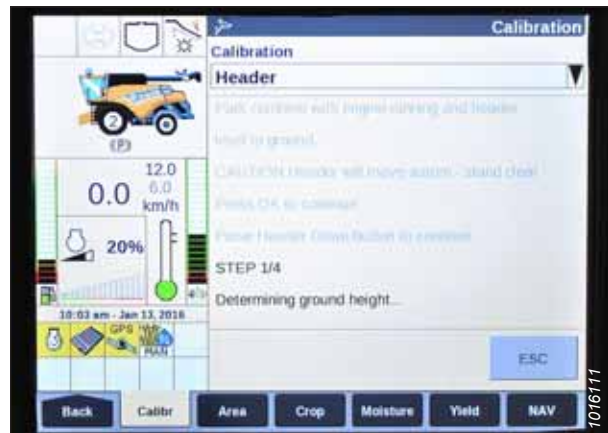 Calibration
Calibration
Header
Park combine with engine running and header
level to ground.
CAUTION Header will move autom - stand clear
Press OK to continue
Press Header Down Button to continue
STEP 1/4
Determining ground height...
ESC
2
(P)
12.0
0.0
6.0
km/h
20%
10:03 am - Jan 13, 2016
GPS
MAN
Back
Calibr
Area
Crop
Moisture
Yield
NAV
1016111